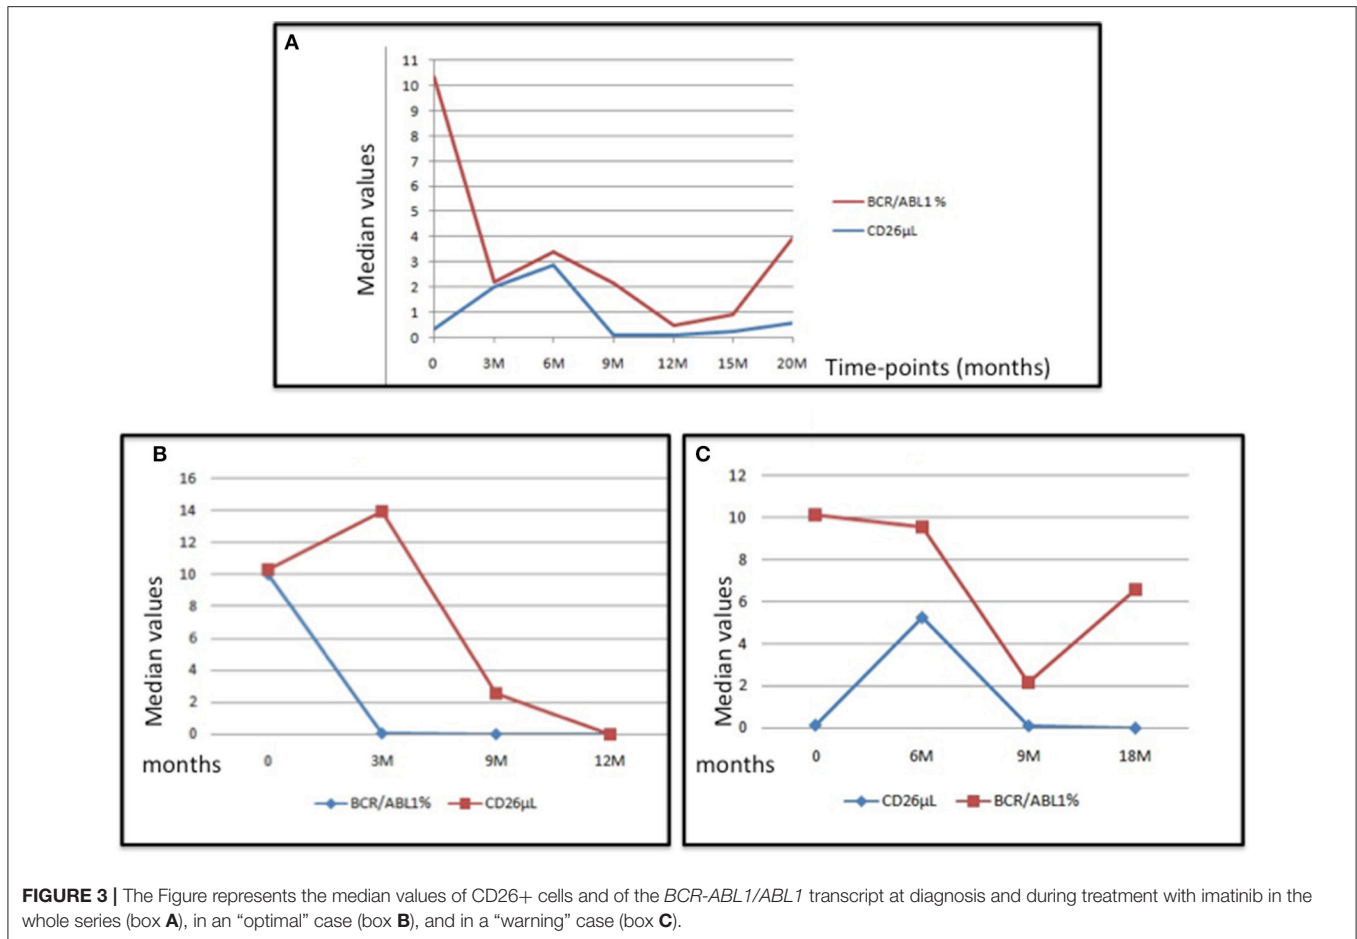 A
11
10
9
8
7
6
5
4
3
2
1
0
Median values
0 3M 6M 9M 12M 15M 20M
Time-points (months)
BCR/ABL1 %
CD26µL
B
16
14
12
10
8
6
4
2
0
Median values
months 0 3M 9M 12M
BCR/ABL1% CD26µL
C
12
10
8
6
4
2
0
Median values
months 0 6M 9M 18M
CD26µL BCR/ABL1%
FIGURE 3 | The Figure represents the median values of CD26+ cells and of the BCR-ABL1/ABL1 transcript at diagnosis and during treatment with imatinib in the
whole series (box A), in an “optimal” case (box B), and in a “warning” case (box C).